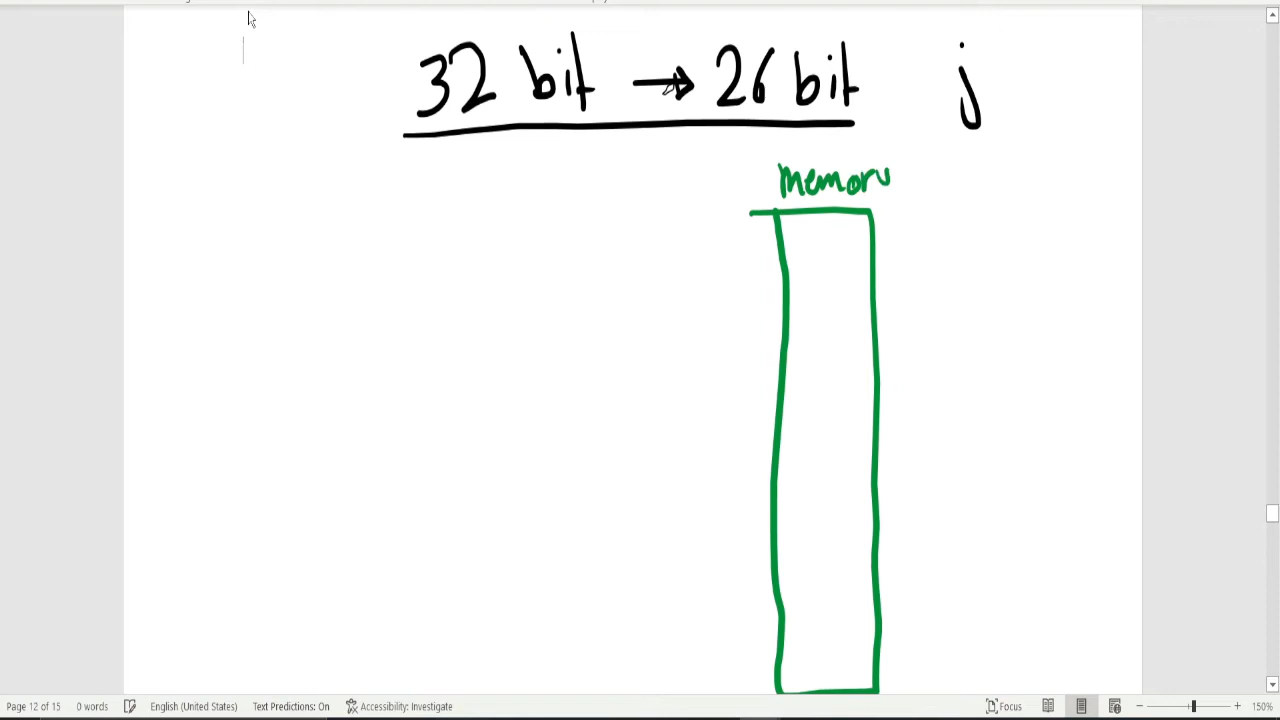 32 bit → 26 bit j
memory
Page 12 of 15 0 words English (United States) Text Predictions: On Accessibility: Investigate Focus 150%